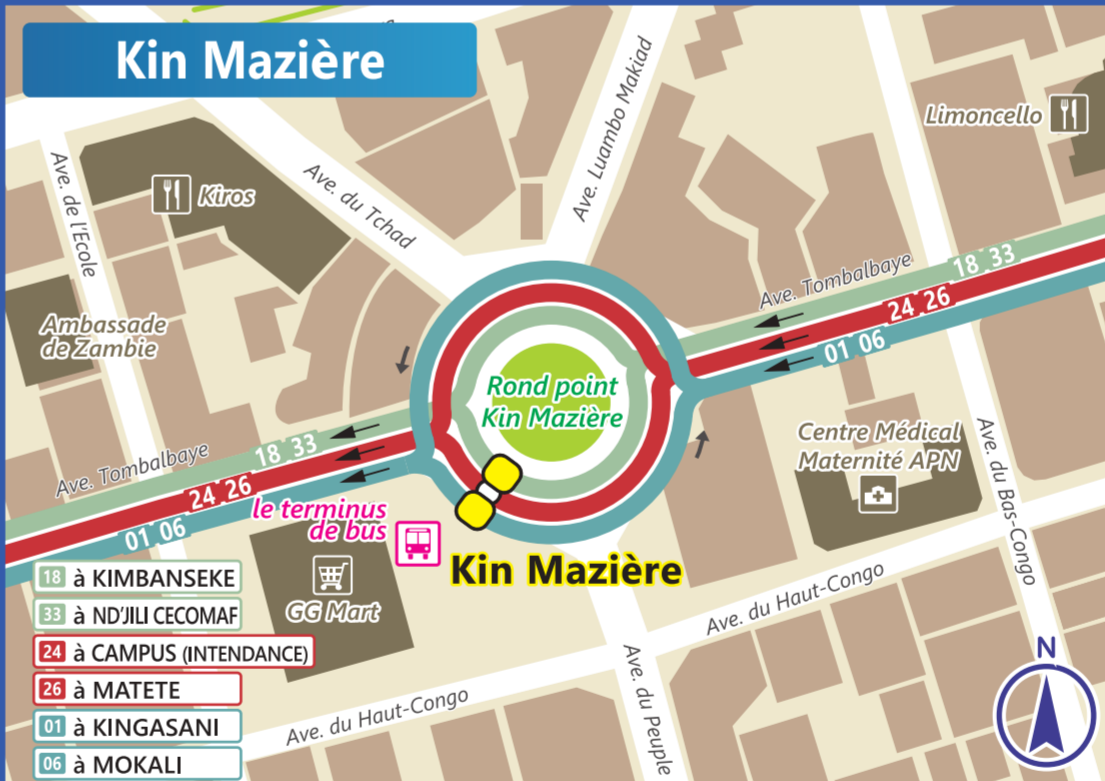 Kin Mazière
Ave. Luambo Makiad
Limoncello
Ave. de l'Ecole
Kiros
Ave. du Tchad
Ave. Tombalbaye
18 33
24 26
01 06
Ambassade
de Zambie
Rond point
Kin Mazière
Centre Médical
Maternité APN
Ave. du Bas-Congo
Ave. Tombalbaye
18 33
24 26
01 06
le terminus
de bus
Kin Mazière
GG Mart
Ave. du Haut-Congo
Ave. du Haut-Congo
Ave. du Peuple
18 à KIMBANSEKE
33 à ND'JILI CECOMAF
24 à CAMPUS (INTENDANCE)
26 à MATETE
01 à KINGASANI
06 à MOKALI
N